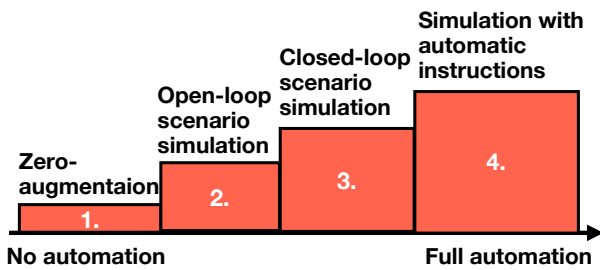 Zero-
augmentaion
1.
Open-loop
scenario
simulation
2.
Closed-loop
scenario
simulation
3.
Simulation with
automatic
instructions
4.
No automation
Full automation